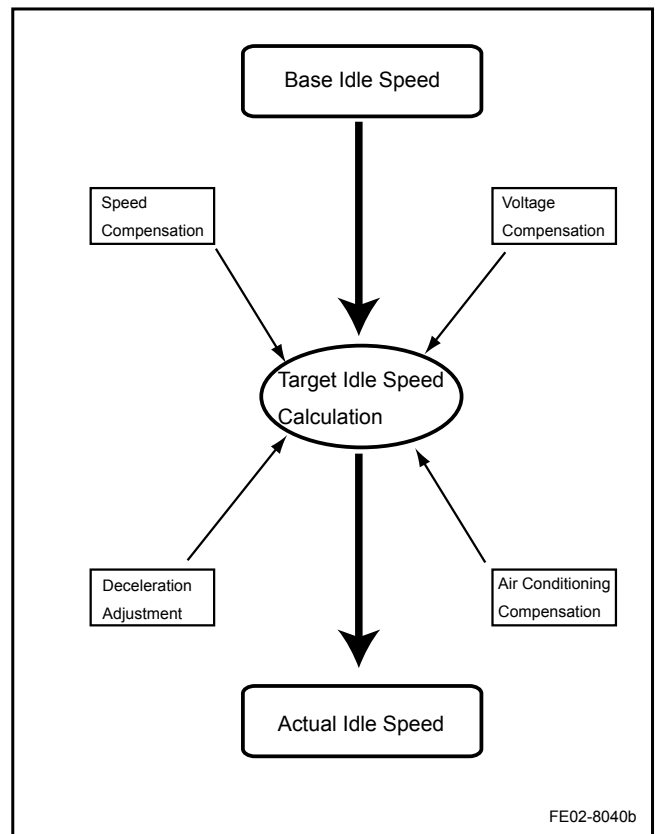 Base Idle Speed
Speed
Compensation
Voltage
Compensation
Target Idle Speed
Calculation
Deceleration
Adjustment
Air Conditioning
Compensation
Actual Idle Speed
FE02-8040b